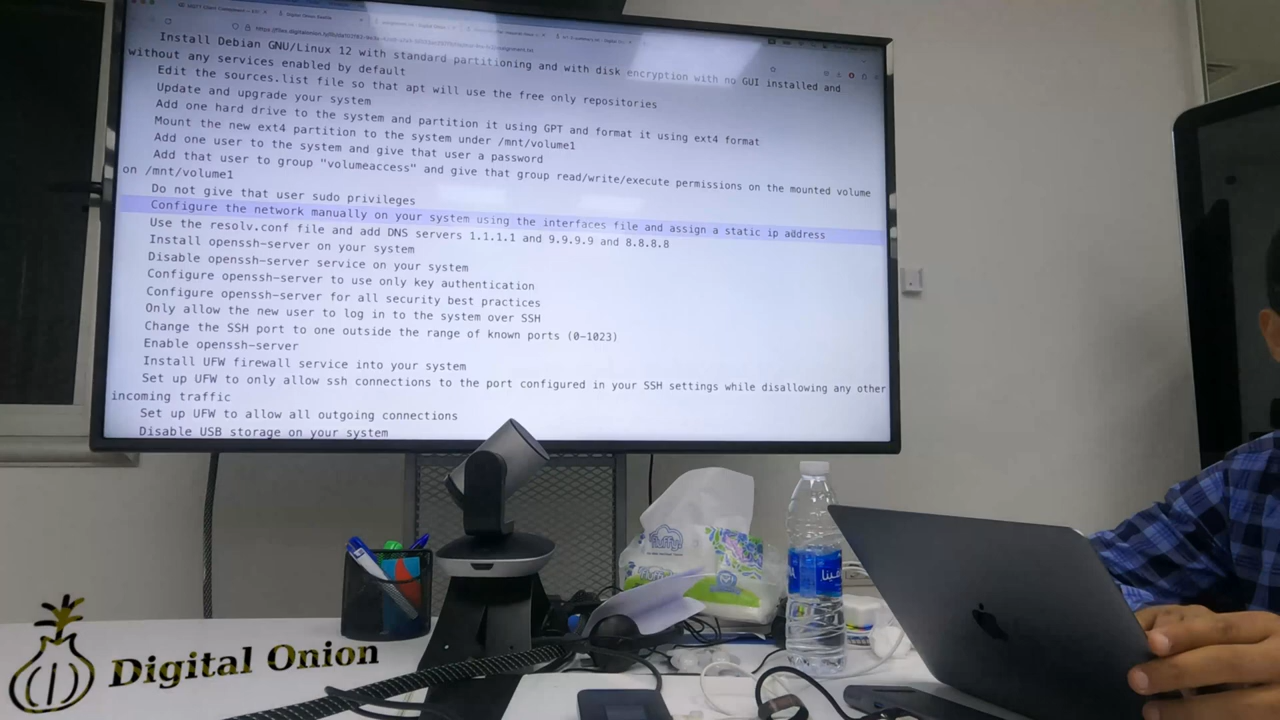 Install Debian GNU/Linux 12 with standard partitioning and with disk encryption with no GUI installed and
without any services enabled by default
Edit the sources.list file so that apt will use the free only repositories
Update and upgrade your system
Add one hard drive to the system and partition it using GPT and format it using ext4 format
Mount the new ext4 partition to the system under /mnt/volume1
Add one user to the system and give that user a password
Add that user to group "volumeaccess" and give that group read/write/execute permissions on the mounted volume
on /mnt/volume1
Do not give that user sudo privileges
Configure the network manually on your system using the interfaces file and assign a static ip address
Use the resolv.conf file and add DNS servers 1.1.1.1 and 9.9.9.9 and 8.8.8.8
Install openssh-server on your system
Disable openssh-server service on your system
Configure openssh-server to use only key authentication
Configure openssh-server for all security best practices
Only allow the new user to log in to the system over SSH
Change the SSH port to one outside the range of known ports (0-1023)
Enable openssh-server
Install UFW firewall service into your system
Set up UFW to only allow ssh connections to the port configured in your SSH settings while disallowing any other
incoming traffic
Set up UFW to allow all outgoing connections
Disable USB storage on your system
fluffy
Digital Onion